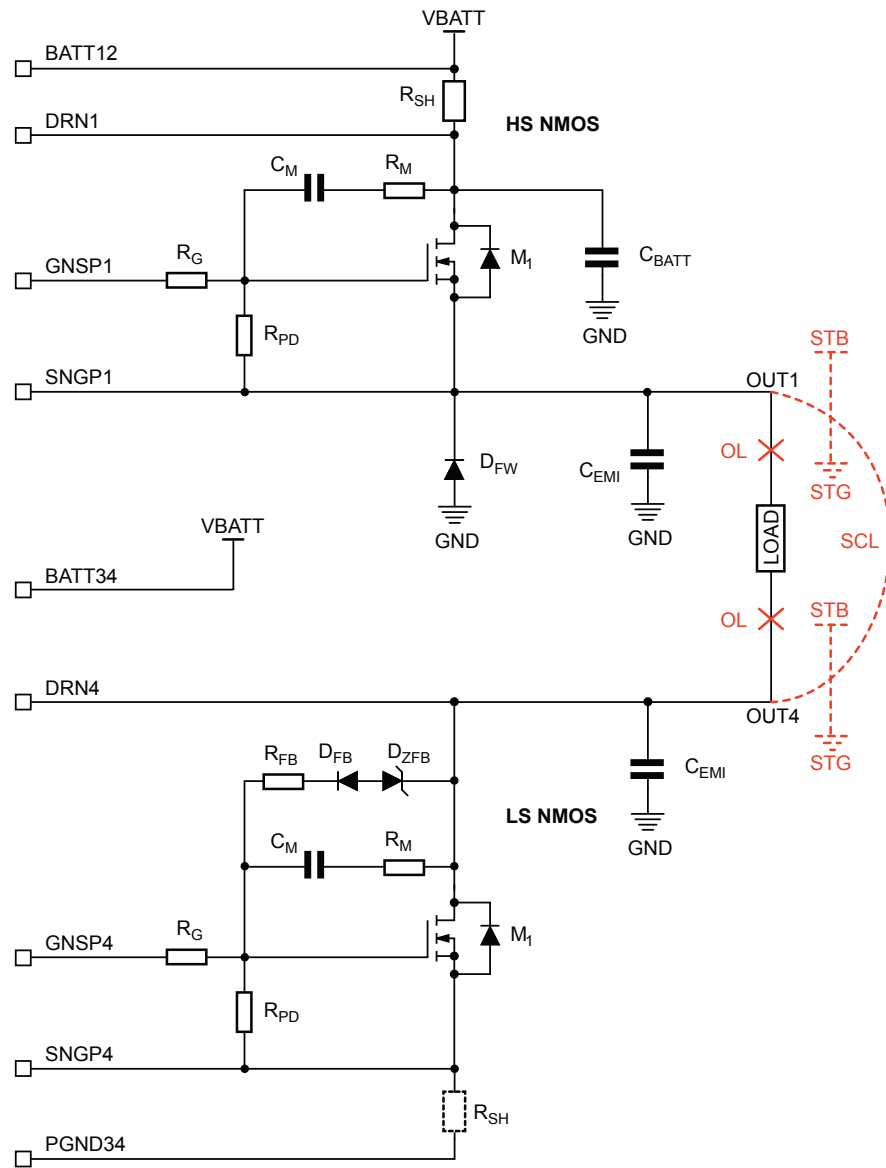 VBATT
BATT12
RSH
HS NMOS
DRN1
CM
RM
RG
GNSP1
M1
CBATT
GND
RPD
STB
SNGP1
OUT1
OL
DFW
CEMI
STG
GND
GND
VBATT
LOAD
SCL
BATT34
STB
OL
DRN4
OUT4
RFB
DFB
DZFB
CEMI
STG
LS NMOS
CM
RM
GND
RG
GNSP4
M1
RPD
SNGP4
RSH
PGND34